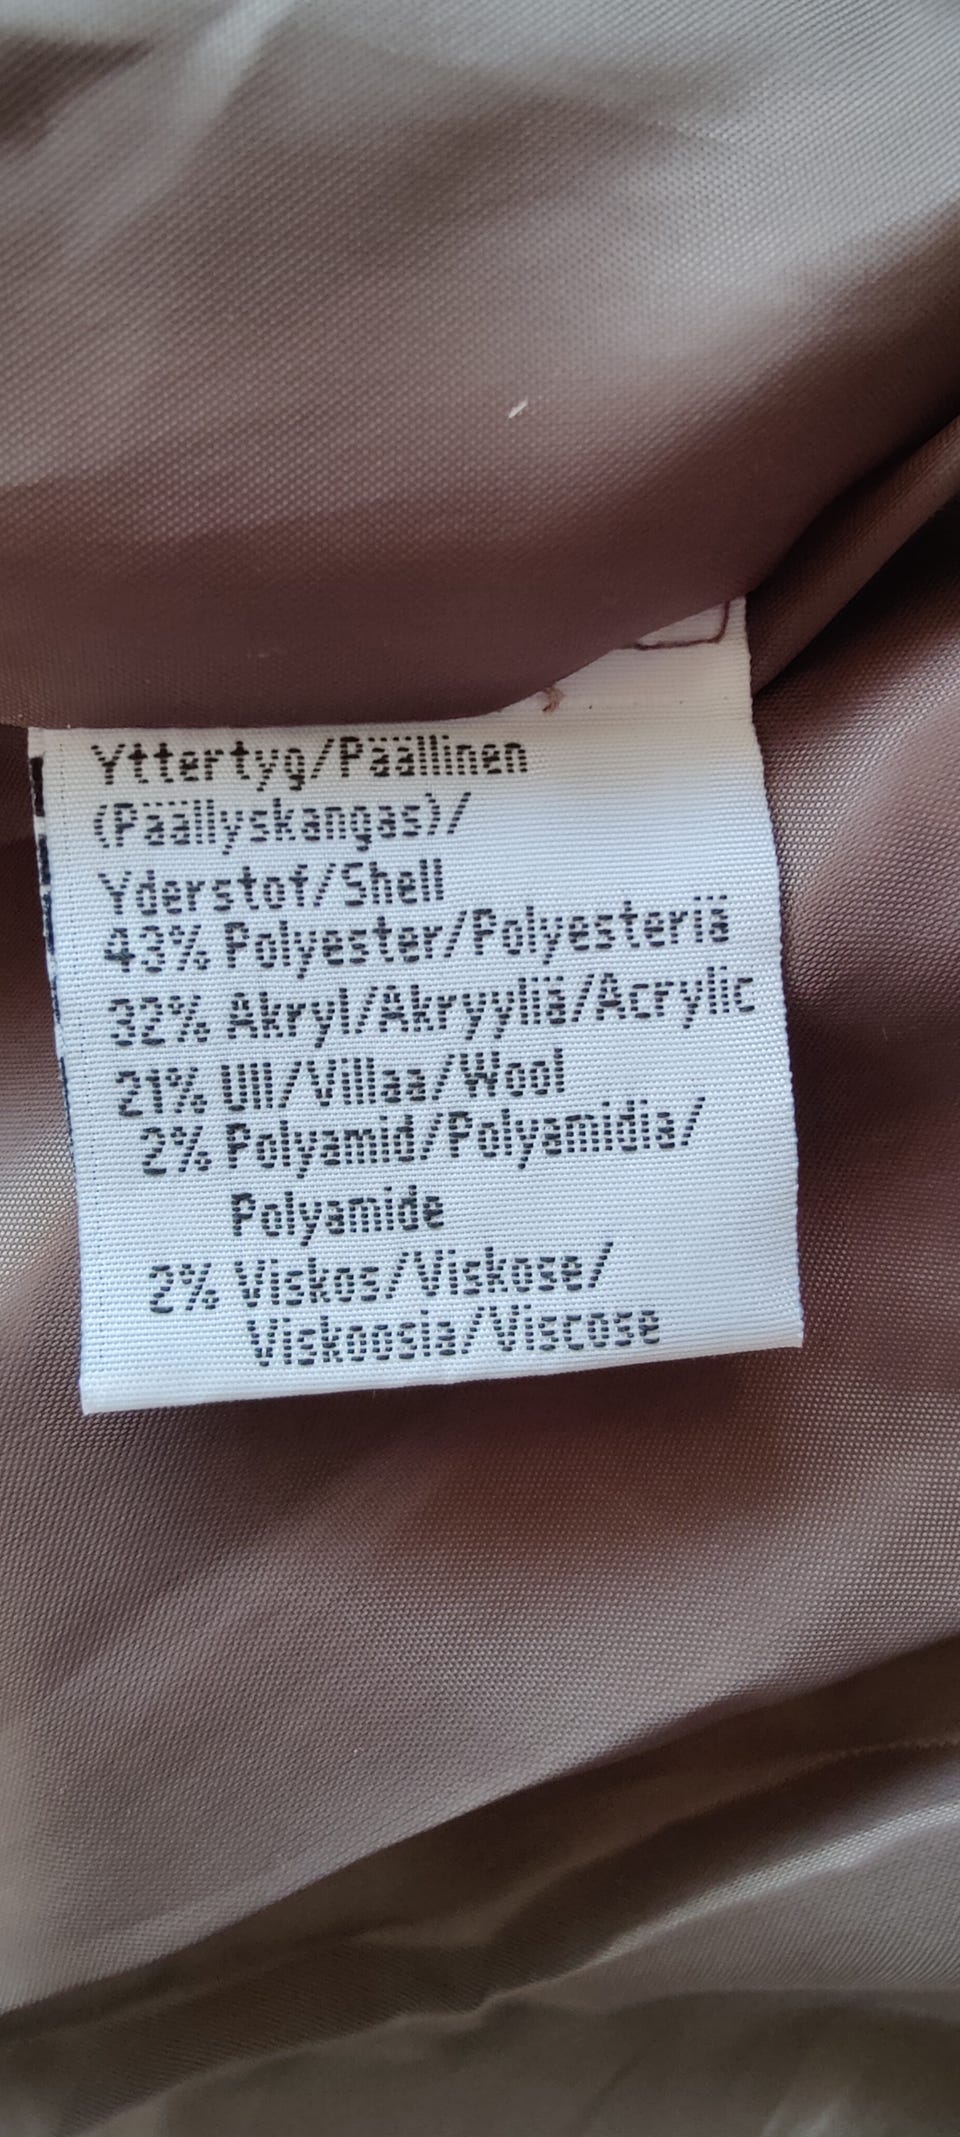 Yttertyg/Päällinen
(Päällyskangas)/
Yderstof/Shell
43% Polyester/Polyesteriä
32% Akryl/Akryyliä/Acrylic
21% Ull/Villaa/Wool
2% Polyamid/Polyamidia/
Polyamide
2% Viskos/Viskose/
Viskoosia/Viscose